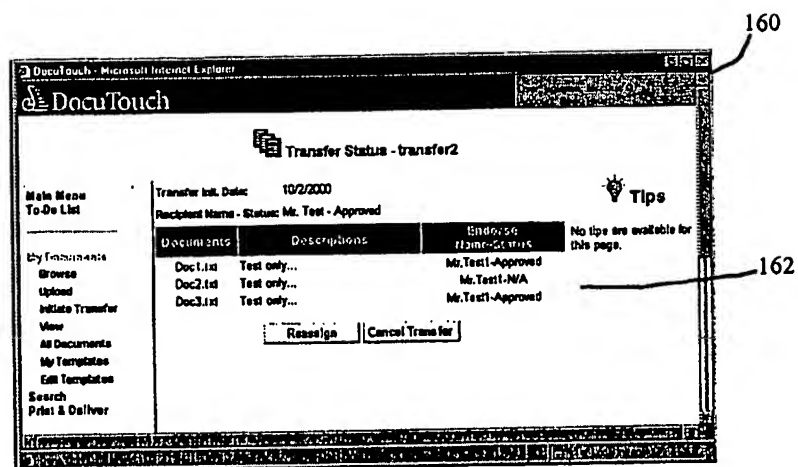 160
DocuTouch - Microsoft Internet Explorer
DocuTouch
Transfer Status - transfer2
Main Menu
To-Do List
My Documents
Browse
Upload
Initiate Transfer
View
All Documents
My Templates
Edit Templates
Search
Print & Deliver
Transfer Init. Date: 10/2/2000
Recipient Name - Status: Mr. Test - Approved
Documents Descriptions Endorse Name-Status
Doc1.txt Test only... Mr.Test1-Approved
Doc2.txt Test only... Mr.Test1-N/A
Doc3.txt Test only... Mr.Test1-Approved
Reassign Cancel Transfer
Tips
No tips are available for
this page.
162